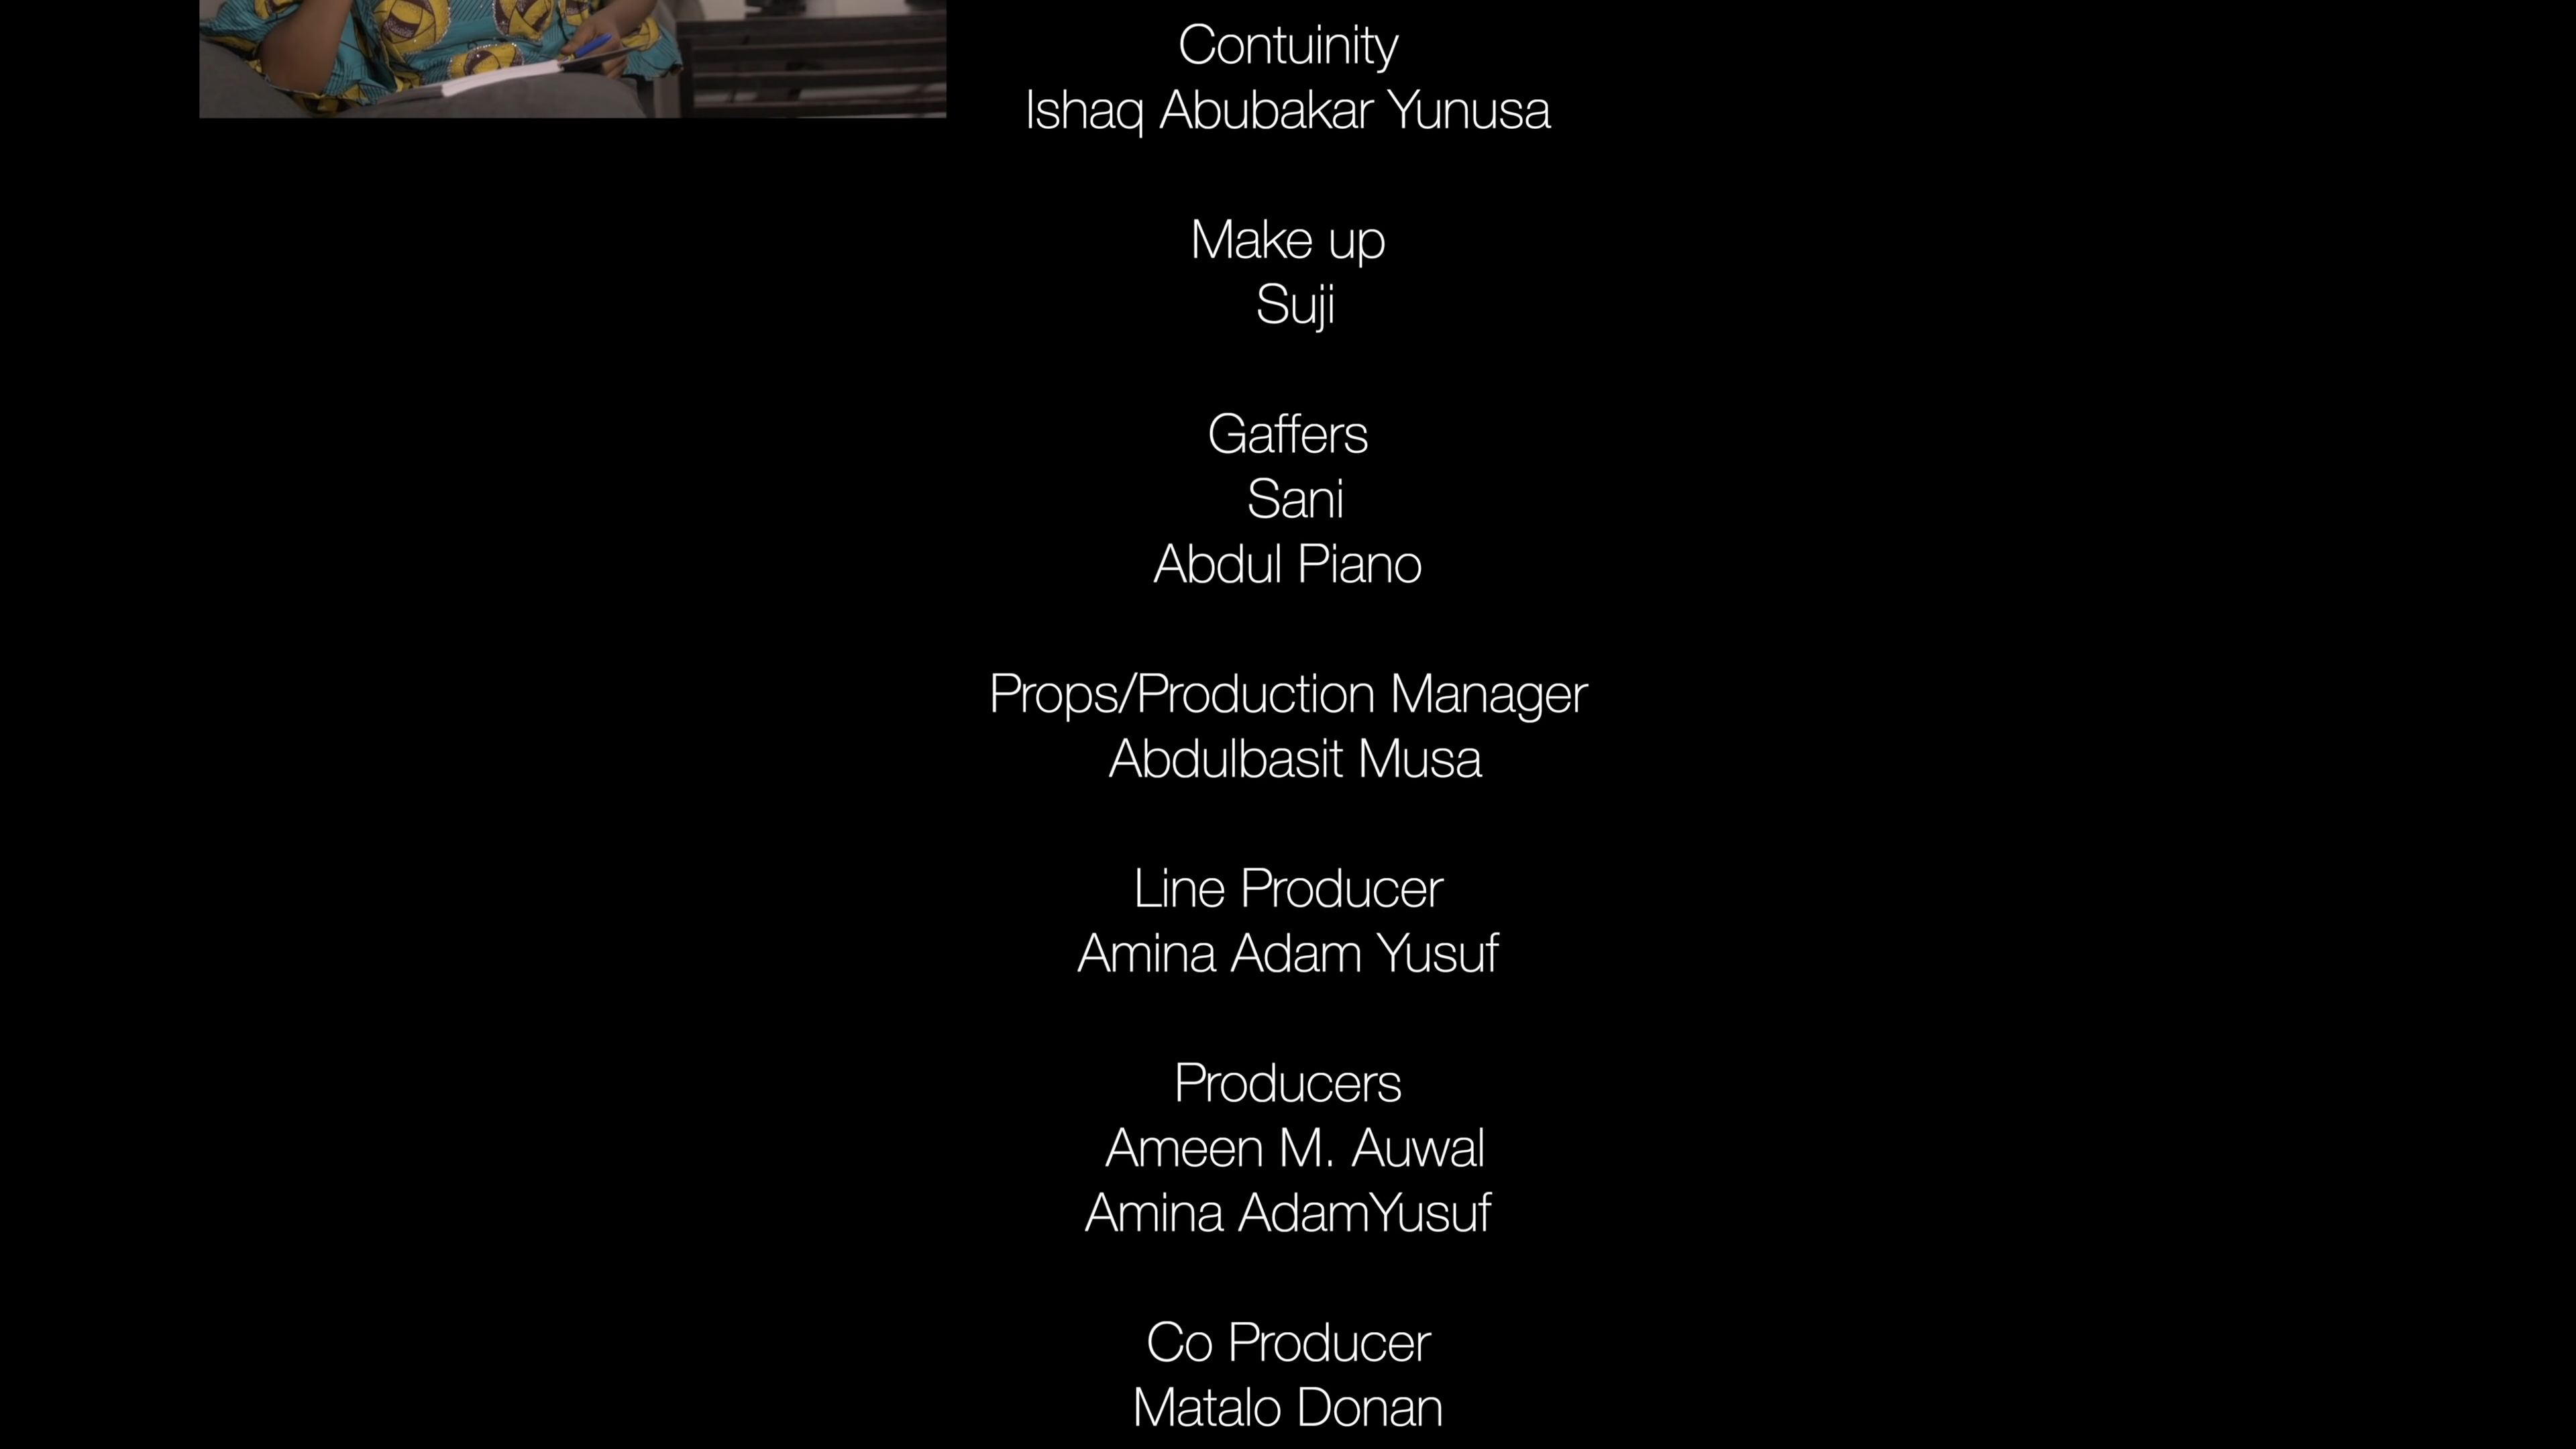 Contuinity
Ishaq Abubakar Yunusa
Make up
Suji
Gaffers
Sani
Abdul Piano
Props/Production Manager
Abdulbasit Musa
Line Producer
Amina Adam Yusuf
Producers
Ameen M. Auwal
Amina AdamYusuf
Co Producer
Matalo Donan